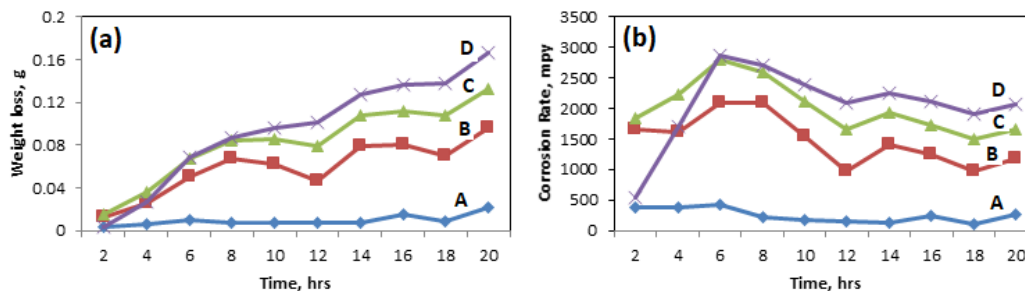 (a)
Weight loss, g
0.2
0.16
0.12
0.08
0.04
0
D
C
B
A
2 4 6 8 10 12 14 16 18 20
Time, hrs
(b)
Corrosion Rate, mpy
3500
3000
2500
2000
1500
1000
500
0
D
C
B
A
2 4 6 8 10 12 14 16 18 20
Time, hrs